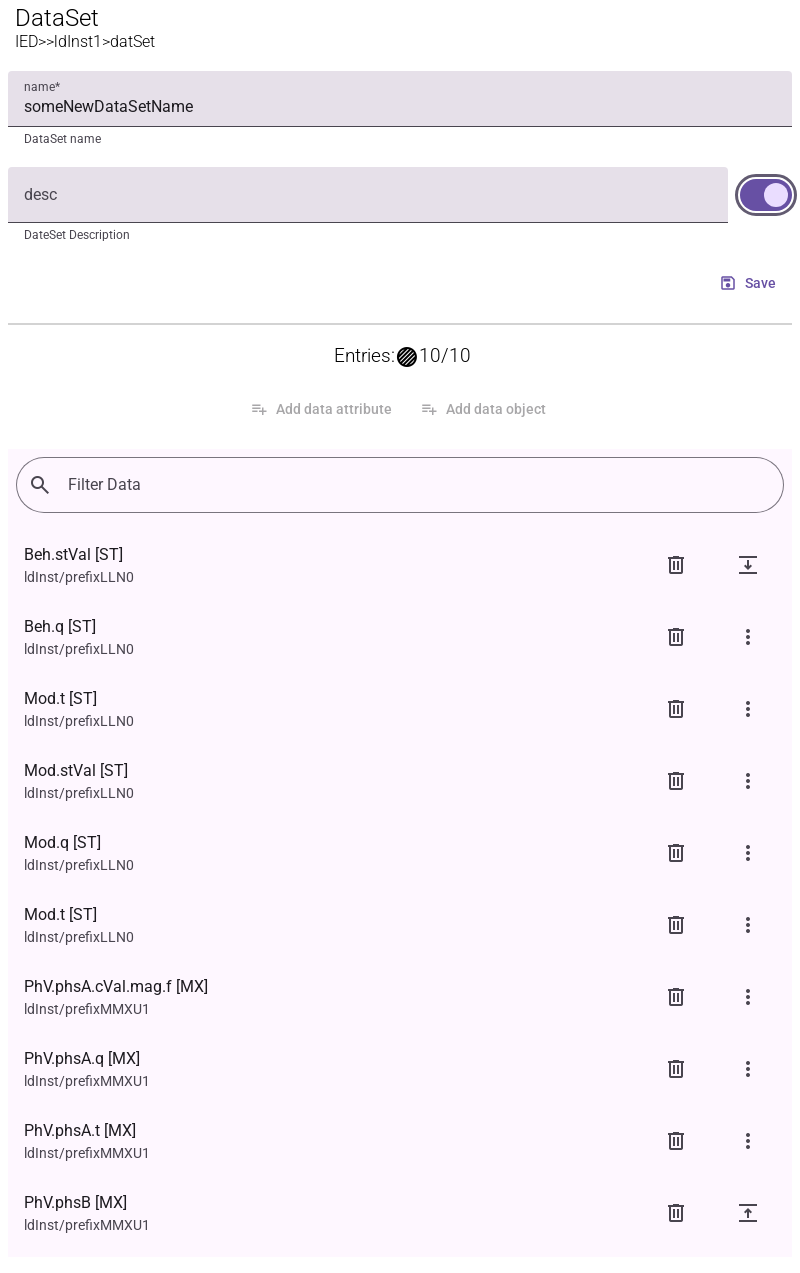 DataSet
IED>>ldInst1>datSet
name*
someNewDataSetName
DataSet name
desc
DateSet Description
Save
Entries: 10/10
Add data attribute Add data object
Filter Data
Beh.stVal [ST]
ldInst/prefixLLN0
Beh.q [ST]
ldInst/prefixLLN0
Mod.t [ST]
ldInst/prefixLLN0
Mod.stVal [ST]
ldInst/prefixLLN0
Mod.q [ST]
ldInst/prefixLLN0
Mod.t [ST]
ldInst/prefixLLN0
PhV.phsA.cVal.mag.f [MX]
ldInst/prefixMMXU1
PhV.phsA.q [MX]
ldInst/prefixMMXU1
PhV.phsA.t [MX]
ldInst/prefixMMXU1
PhV.phsB [MX]
ldInst/prefixMMXU1